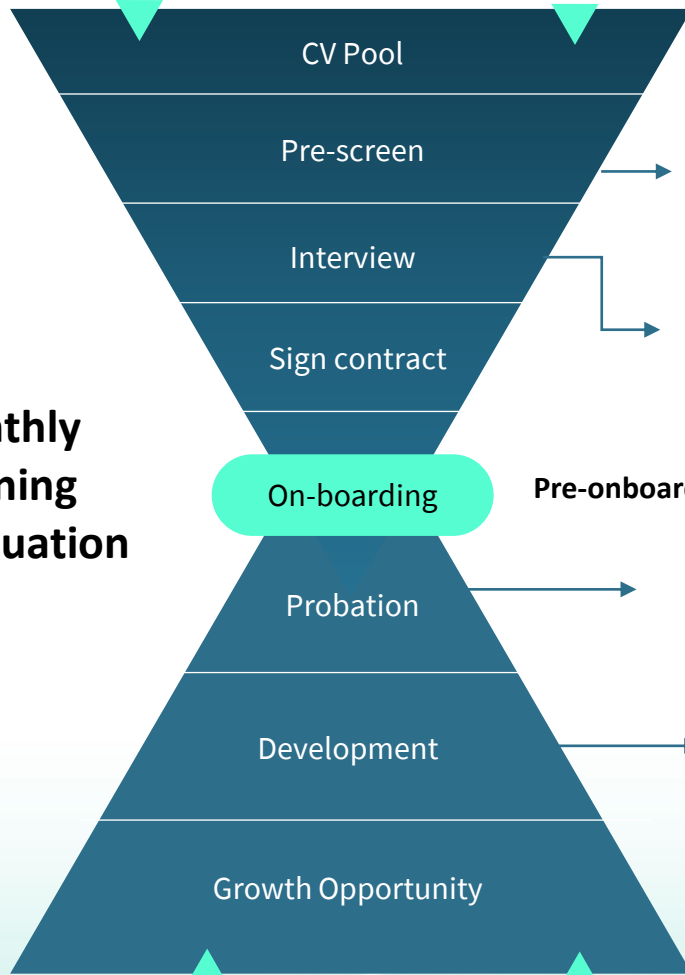 CV Pool
Pre-screen
Interview
Sign contract
On-boarding
Probation
Development
Growth Opportunity